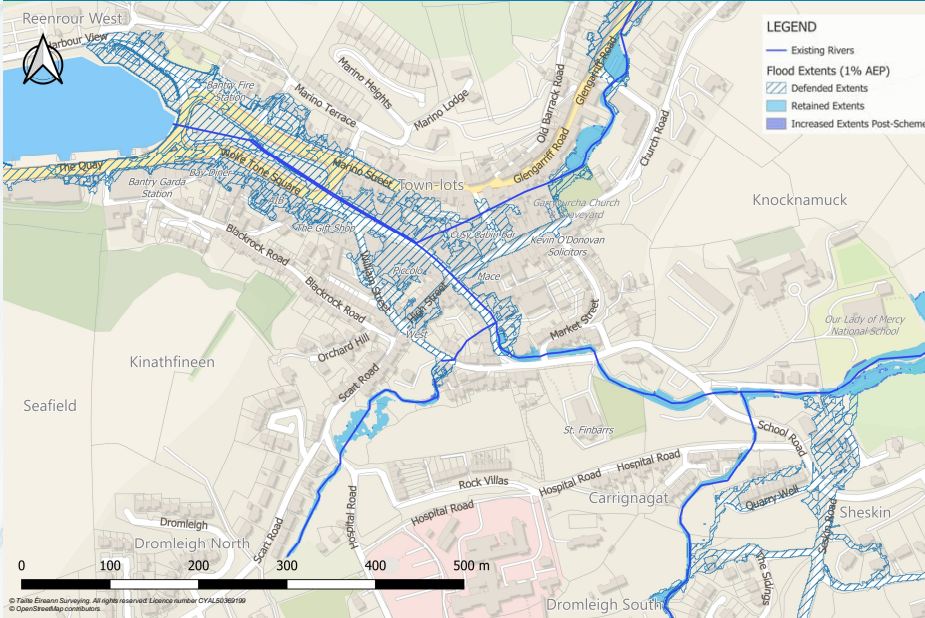 Reenrour West
Harbour View
Bantry Fire
Station
Marino Heights
Marino Terrace
Marino Lodge
Old Barrack Road
Glengarriff Road
Glengarriff Road
Church Road
LEGEND
Existing Rivers
Flood Extents (1% AEP)
Defended Extents
Retained Extents
Increased Extents Post-Scheme
The Quay
Bantry Garda
Station
Bay Diner
Wolfe Tone Square
AIB
The Gift Shop
Marino Street
Town-lots
Church
Graveyard
Knocknamuck
Cosy Cabin Bar
Kevin O'Donovan
Solicitors
Blackrock Road
Blackrock Road
William Street
Piccolo
Mace
High Street
West
Market Street
Our Lady of Mercy
National School
Kinathfineen
Orchard Hill
Scart Road
Seafield
St. Finbarrs
School Road
Rock Villas
Hospital Road
Hospital Road
Hospital Road
Hospital Road
Carrignagat
Quarry Well
Sheskin
Dromleigh
Dromleigh North
Scart Road
The Sidings
Dromleigh South
0 100 200 300 400 500 m
© Tailte Éireann Surveying. All rights reserved. Licence number CYAL50369199
© OpenStreetMap contributors.